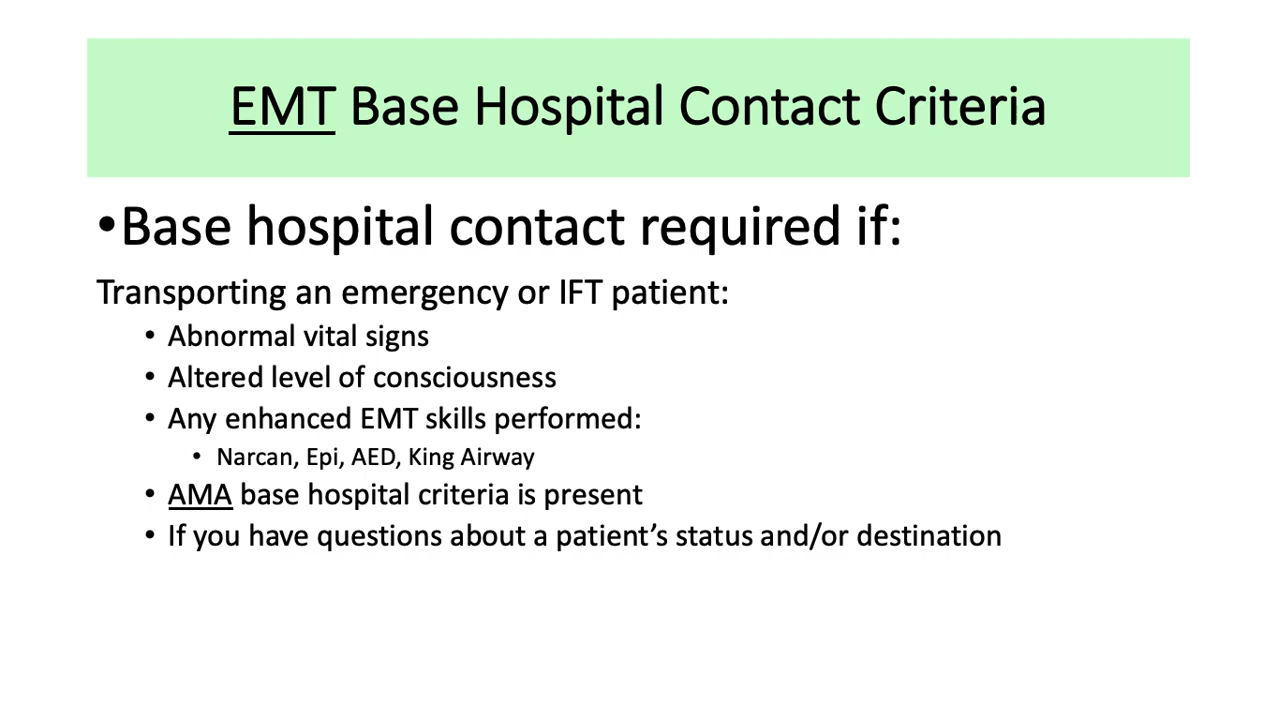 EMT Base Hospital Contact Criteria
•Base hospital contact required if:
Transporting an emergency or IFT patient:
• Abnormal vital signs
• Altered level of consciousness
• Any enhanced EMT skills performed:
• Narcan, Epi, AED, King Airway
• AMA base hospital criteria is present
• If you have questions about a patient’s status and/or destination